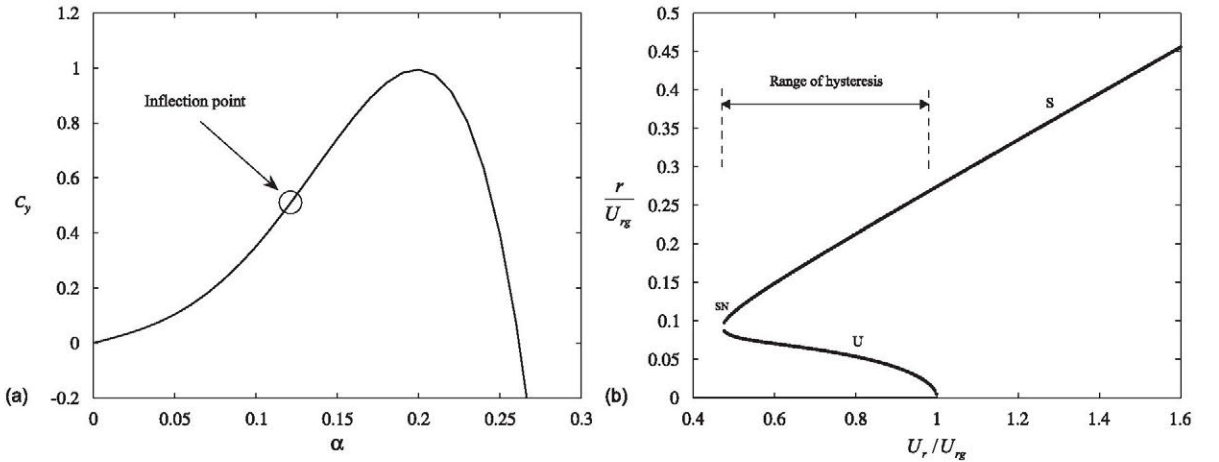 1.2
1
0.8
0.6
0.4
0.2
0
-0.2
C_y
Inflection point
0
0.05
0.1
0.15
0.2
0.25
0.3
α
(a)
0.5
0.45
0.4
0.35
0.3
0.25
0.2
0.15
0.1
0.05
0
r
U_rg
Range of hysteresis
S
SN
U
0.4
0.6
0.8
1
1.2
1.4
1.6
U_r / U_rg
(b)